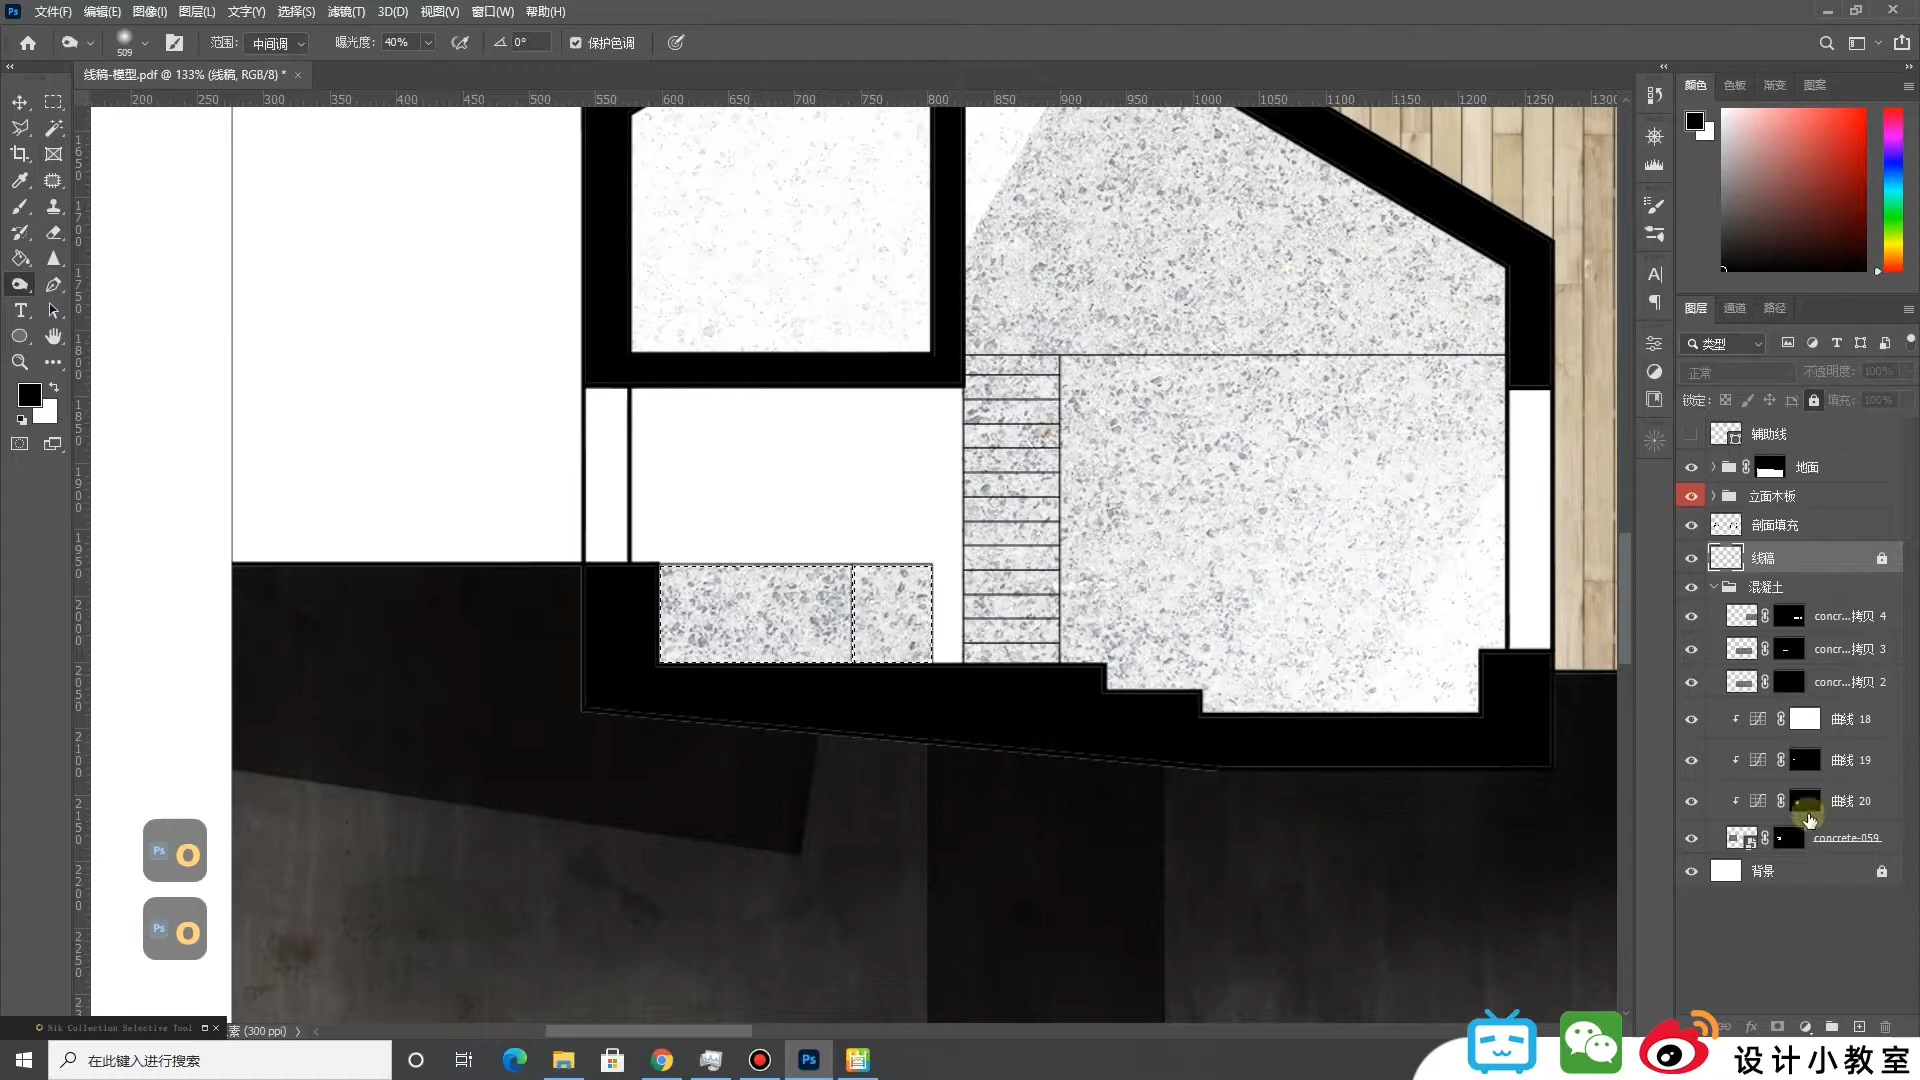 Ps
文件(F) 编辑(E) 图像(I) 图层(L) 文字(Y) 选择(S) 滤镜(T) 3D(D) 视图(V) 窗口(W) 帮助(H)
509
范围: 中间调
曝光度: 40%
0°
保护色调
线稿-模型.pdf @ 133% (线稿, RGB/8) * ×
200 250 300 350 400 450 500 550 600 650 700 750 800 850 900 950 1000 1050 1100 1150 1200 1250 1300
颜色 色板 渐变 图案
图层 通道 路径
类型
正常 不透明度: 100%
锁定: 填充: 100%
辅助线
地面
立面木板
剖面填充
线稿
混凝土
concr...拷贝 4
concr...拷贝 3
concr...拷贝 2
曲线 18
曲线 19
曲线 20
concrete-059
背景
Ps O
Ps O
Nik Collection Selective Tool
素 (300 ppi)
在此键入进行搜索
Ps
设计小教室